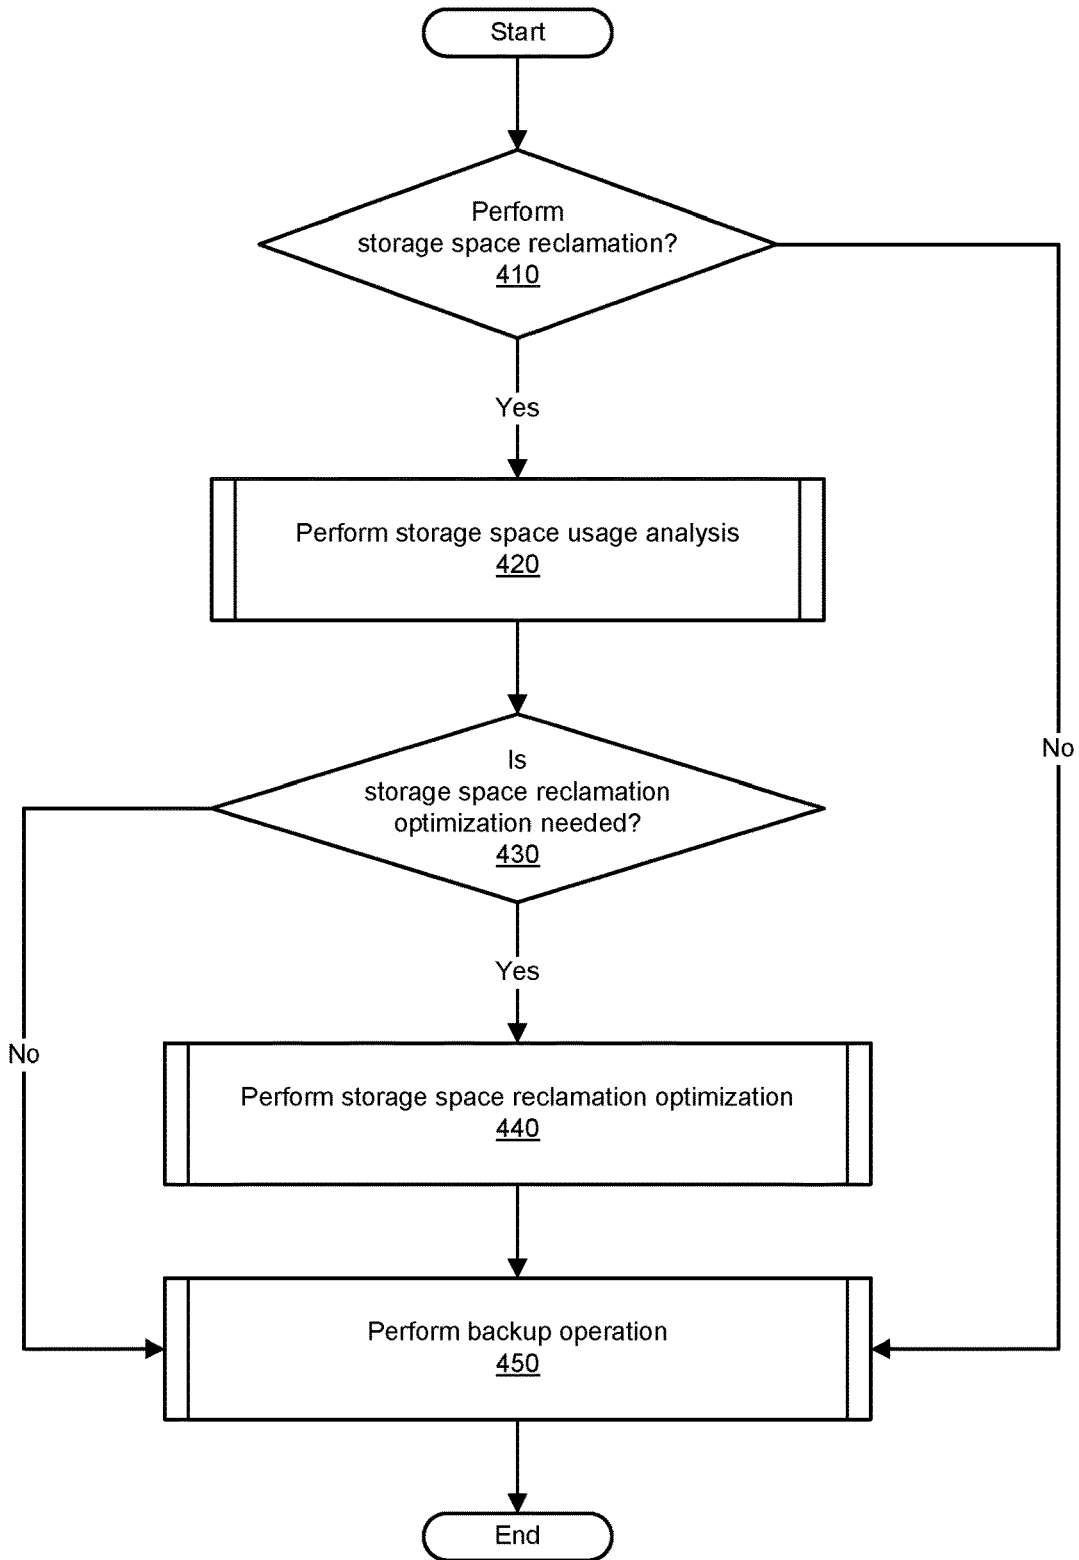 Start
Perform
storage space reclamation?
410
Yes
Perform storage space usage analysis
420
No
Is
storage space reclamation
optimization needed?
430
Yes
No
Perform storage space reclamation optimization
440
Perform backup operation
450
End